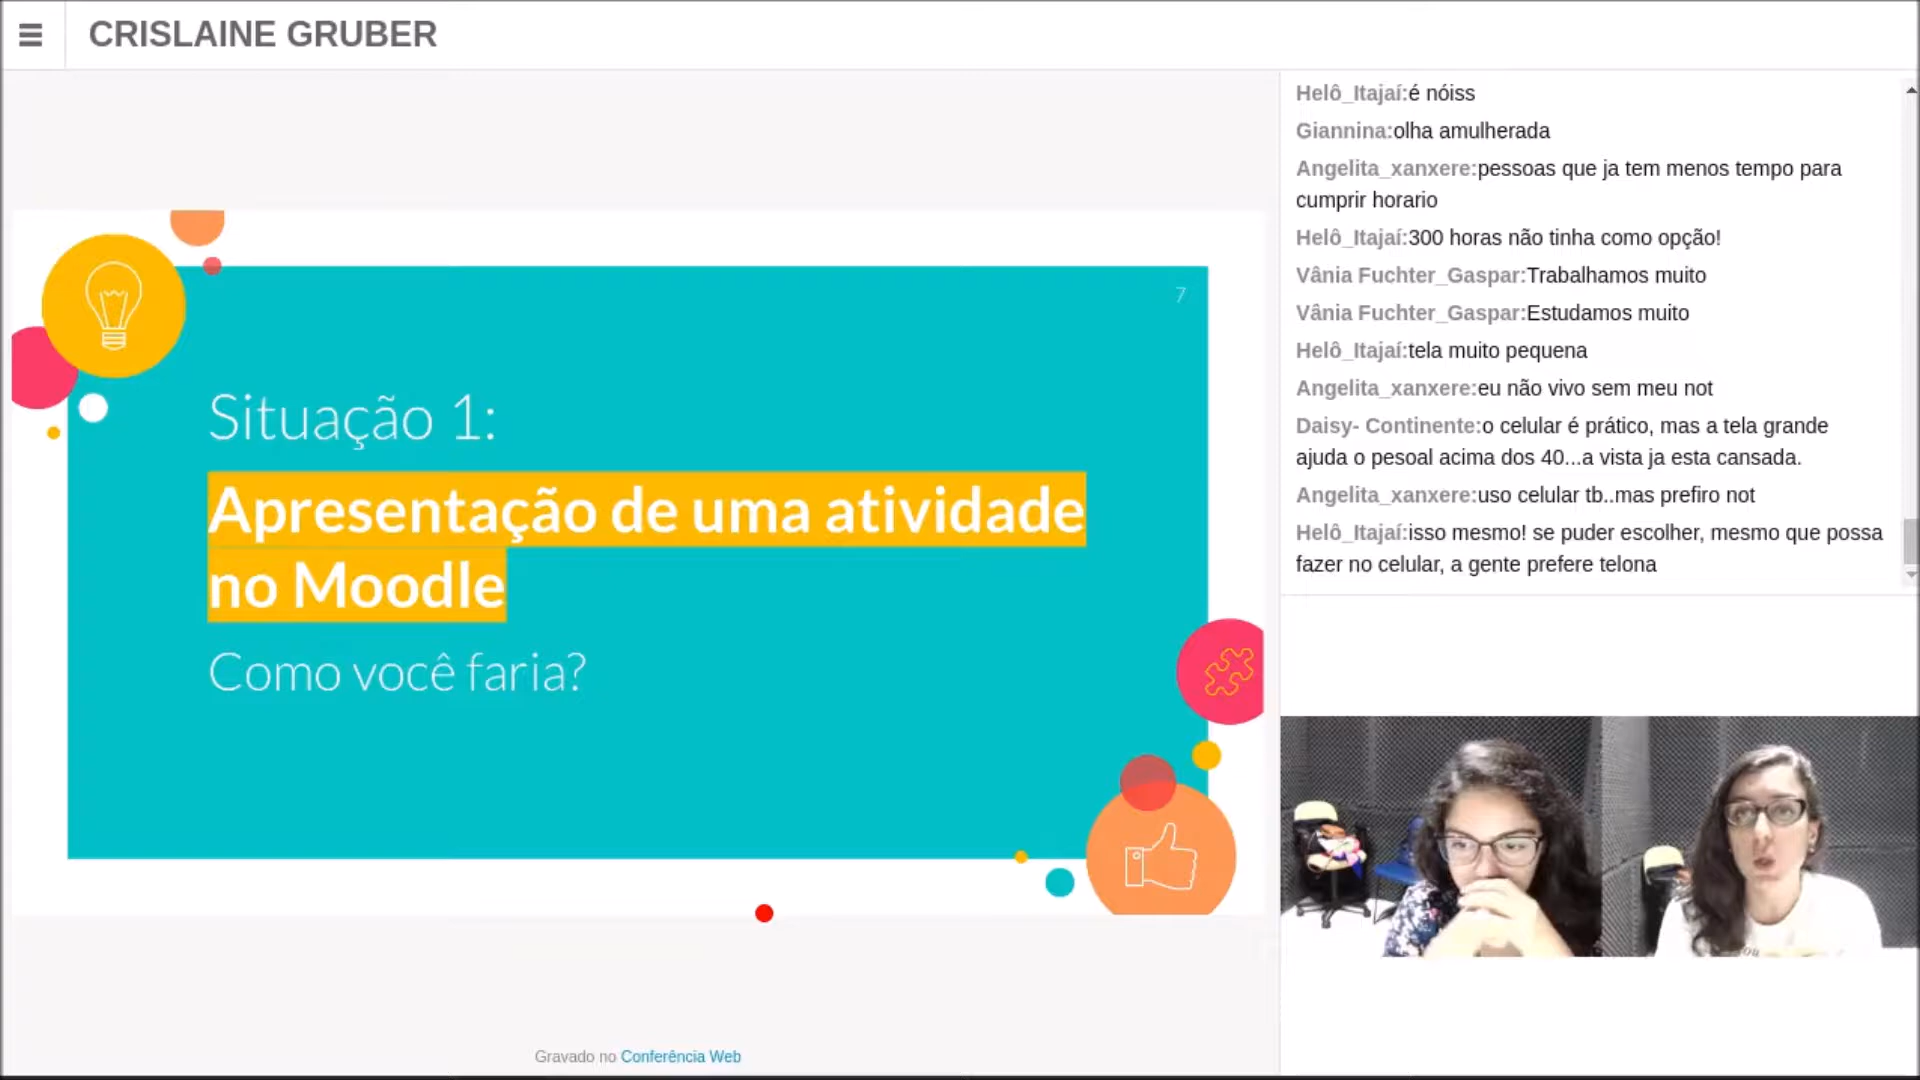 CRISLAINE GRUBER
7
Situação 1:
Apresentação de uma atividade
no Moodle
Como você faria?
Gravado no Conferência Web
Helô_Itajaí:é nóiss
Giannina:olha amulherada
Angelita_xanxere:pessoas que ja tem menos tempo para
cumprir horario
Helô_Itajaí:300 horas não tinha como opção!
Vânia Fuchter_Gaspar:Trabalhamos muito
Vânia Fuchter_Gaspar:Estudamos muito
Helô_Itajaí:tela muito pequena
Angelita_xanxere:eu não vivo sem meu not
Daisy- Continente:o celular é prático, mas a tela grande
ajuda o pesoal acima dos 40...a vista ja esta cansada.
Angelita_xanxere:uso celular tb..mas prefiro not
Helô_Itajaí:isso mesmo! se puder escolher, mesmo que possa
fazer no celular, a gente prefere telona